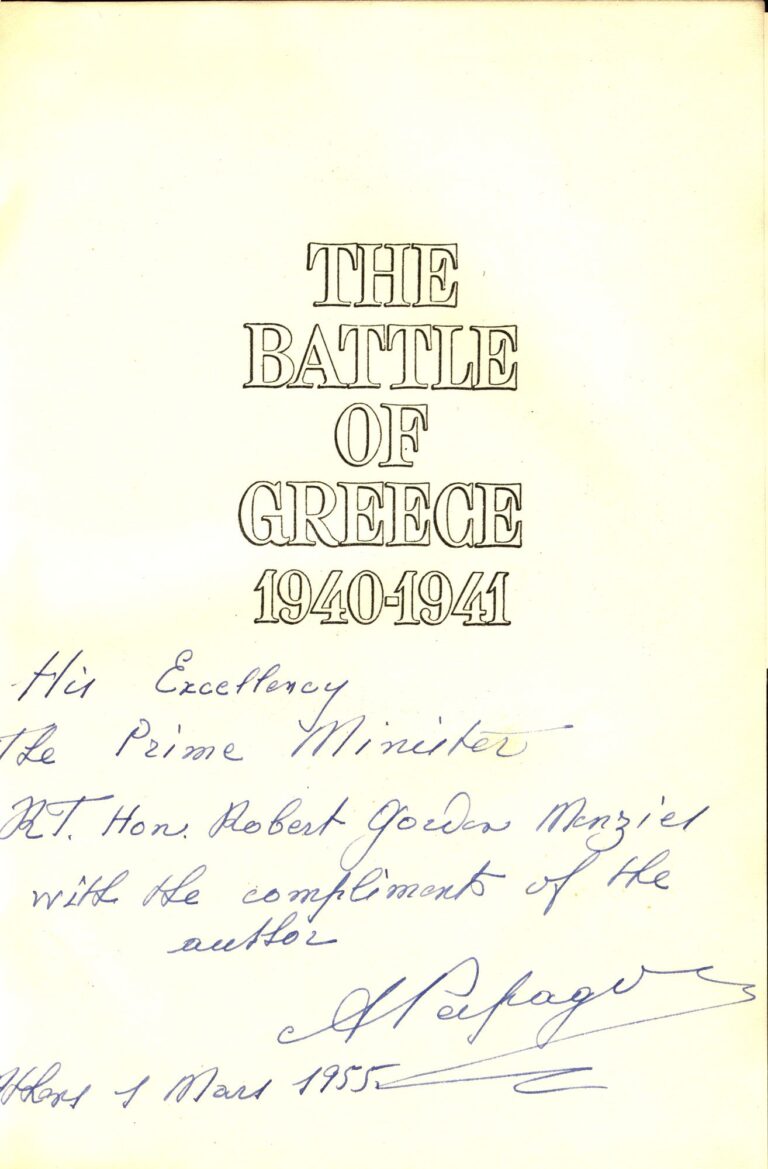 THE
BATTLE
OF
GREECE
1940-1941
His Excellency
The Prime Minister
RT. Hon. Robert Gordon Menzies
with the compliments of the
author
A Papagos
Athens 1 Mars 1955